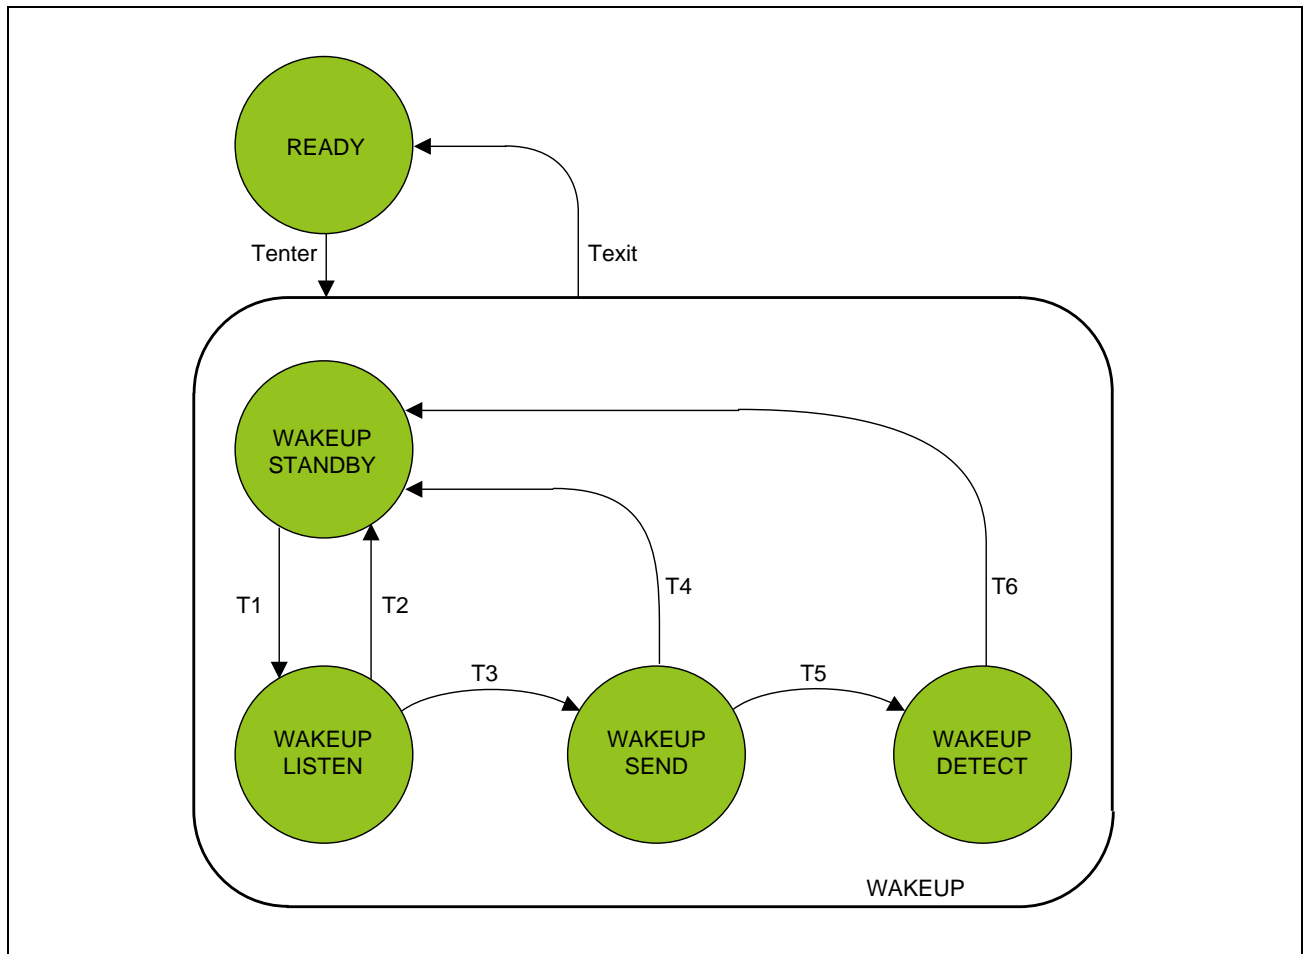 READY
Tenter
Texit
WAKEUP
STANDBY
T4
T6
T1
T2
T3
T5
WAKEUP
LISTEN
WAKEUP
SEND
WAKEUP
DETECT
WAKEUP